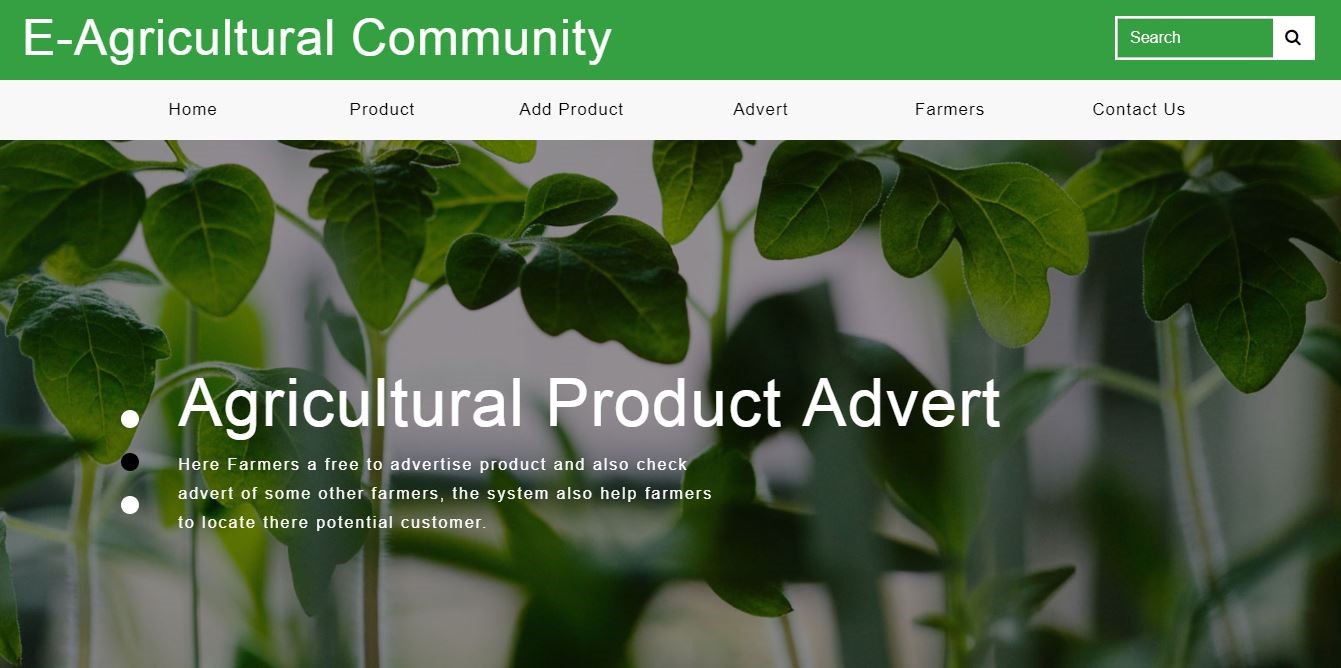 E-Agricultural Community
Search
Home Product Add Product Advert Farmers Contact Us
Agricultural Product Advert
Here Farmers a free to advertise product and also check
advert of some other farmers, the system also help farmers
to locate there potential customer.